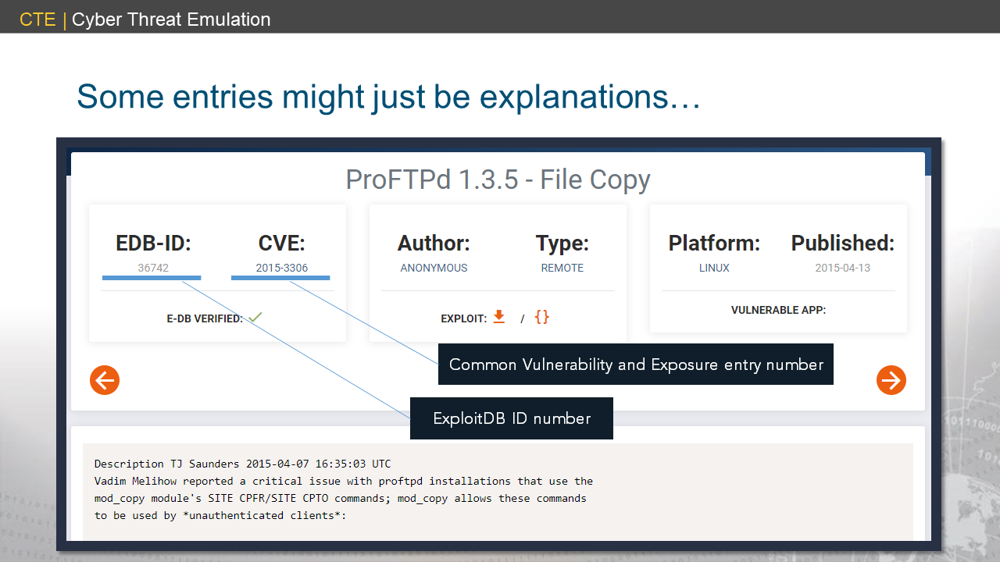 CTE | Cyber Threat Emulation
Some entries might just be explanations…
ProFTPd 1.3.5 - File Copy
EDB-ID: CVE:
36742 2015-3306
E-DB VERIFIED:
Author: Type:
ANONYMOUS REMOTE
EXPLOIT: / {}
Platform: Published:
LINUX 2015-04-13
VULNERABLE APP:
Common Vulnerability and Exposure entry number
ExploitDB ID number
Description TJ Saunders 2015-04-07 16:35:03 UTC
Vadim Melihow reported a critical issue with proftpd installations that use the
mod_copy module's SITE CPFR/SITE CPTO commands; mod_copy allows these commands
to be used by *unauthenticated clients*: